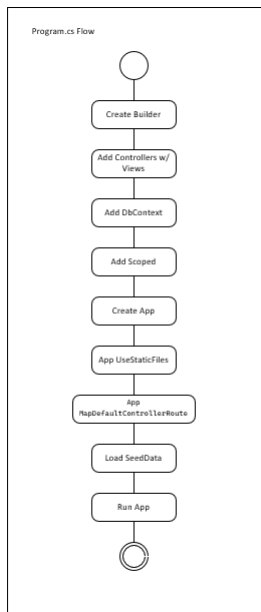 Program.cs Flow
Create Builder
Add Controllers w/
Views
Add DbContext
Add Scoped
Create App
App UseStaticFiles
App
MapDefaultControllerRoute
Load SeedData
Run App